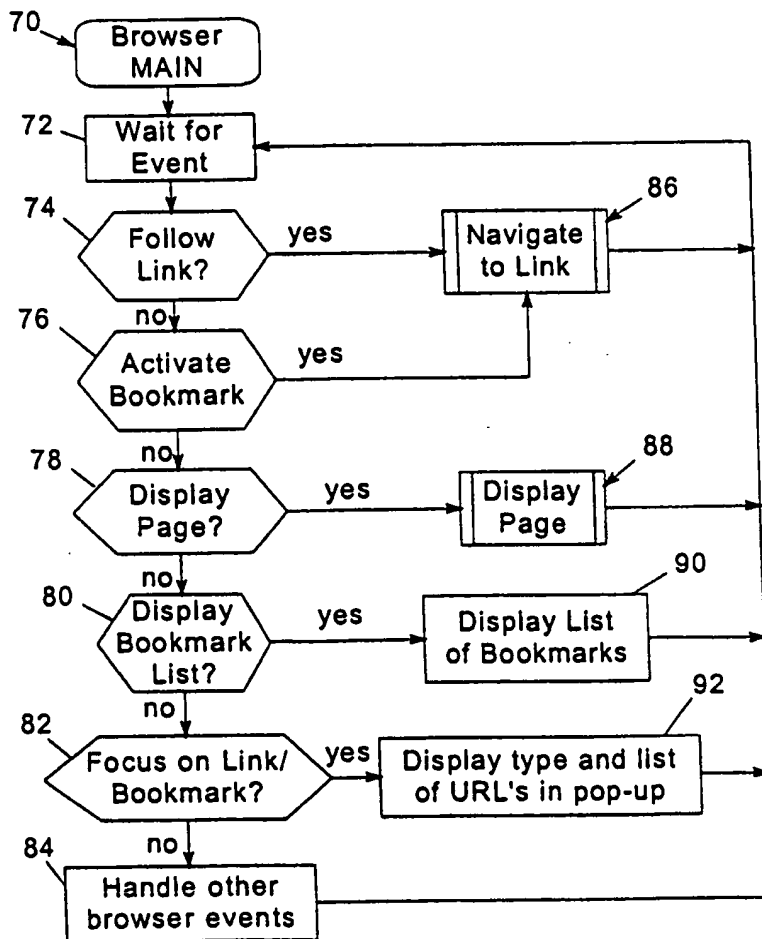 70
Browser
MAIN
72
Wait for
Event
74
Follow
Link?
yes
86
Navigate
to Link
no
76
Activate
Bookmark
yes
no
78
Display
Page?
yes
88
Display
Page
no
80
Display
Bookmark
List?
yes
90
Display List
of Bookmarks
no
82
Focus on Link/
Bookmark?
yes
92
Display type and list
of URL's in pop-up
no
84
Handle other
browser events